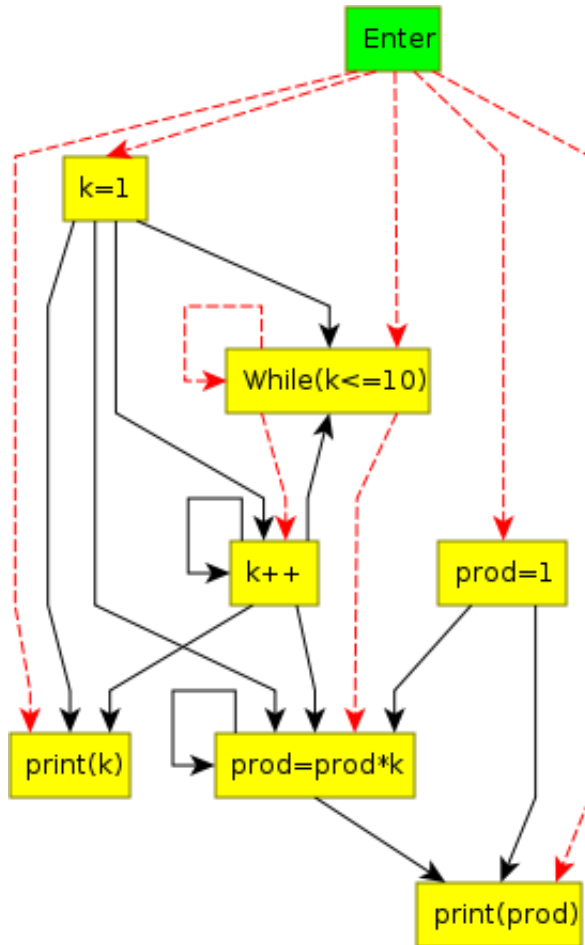 Enter
k=1
While(k<=10)
k++
prod=1
print(k)
prod=prod*k
print(prod)